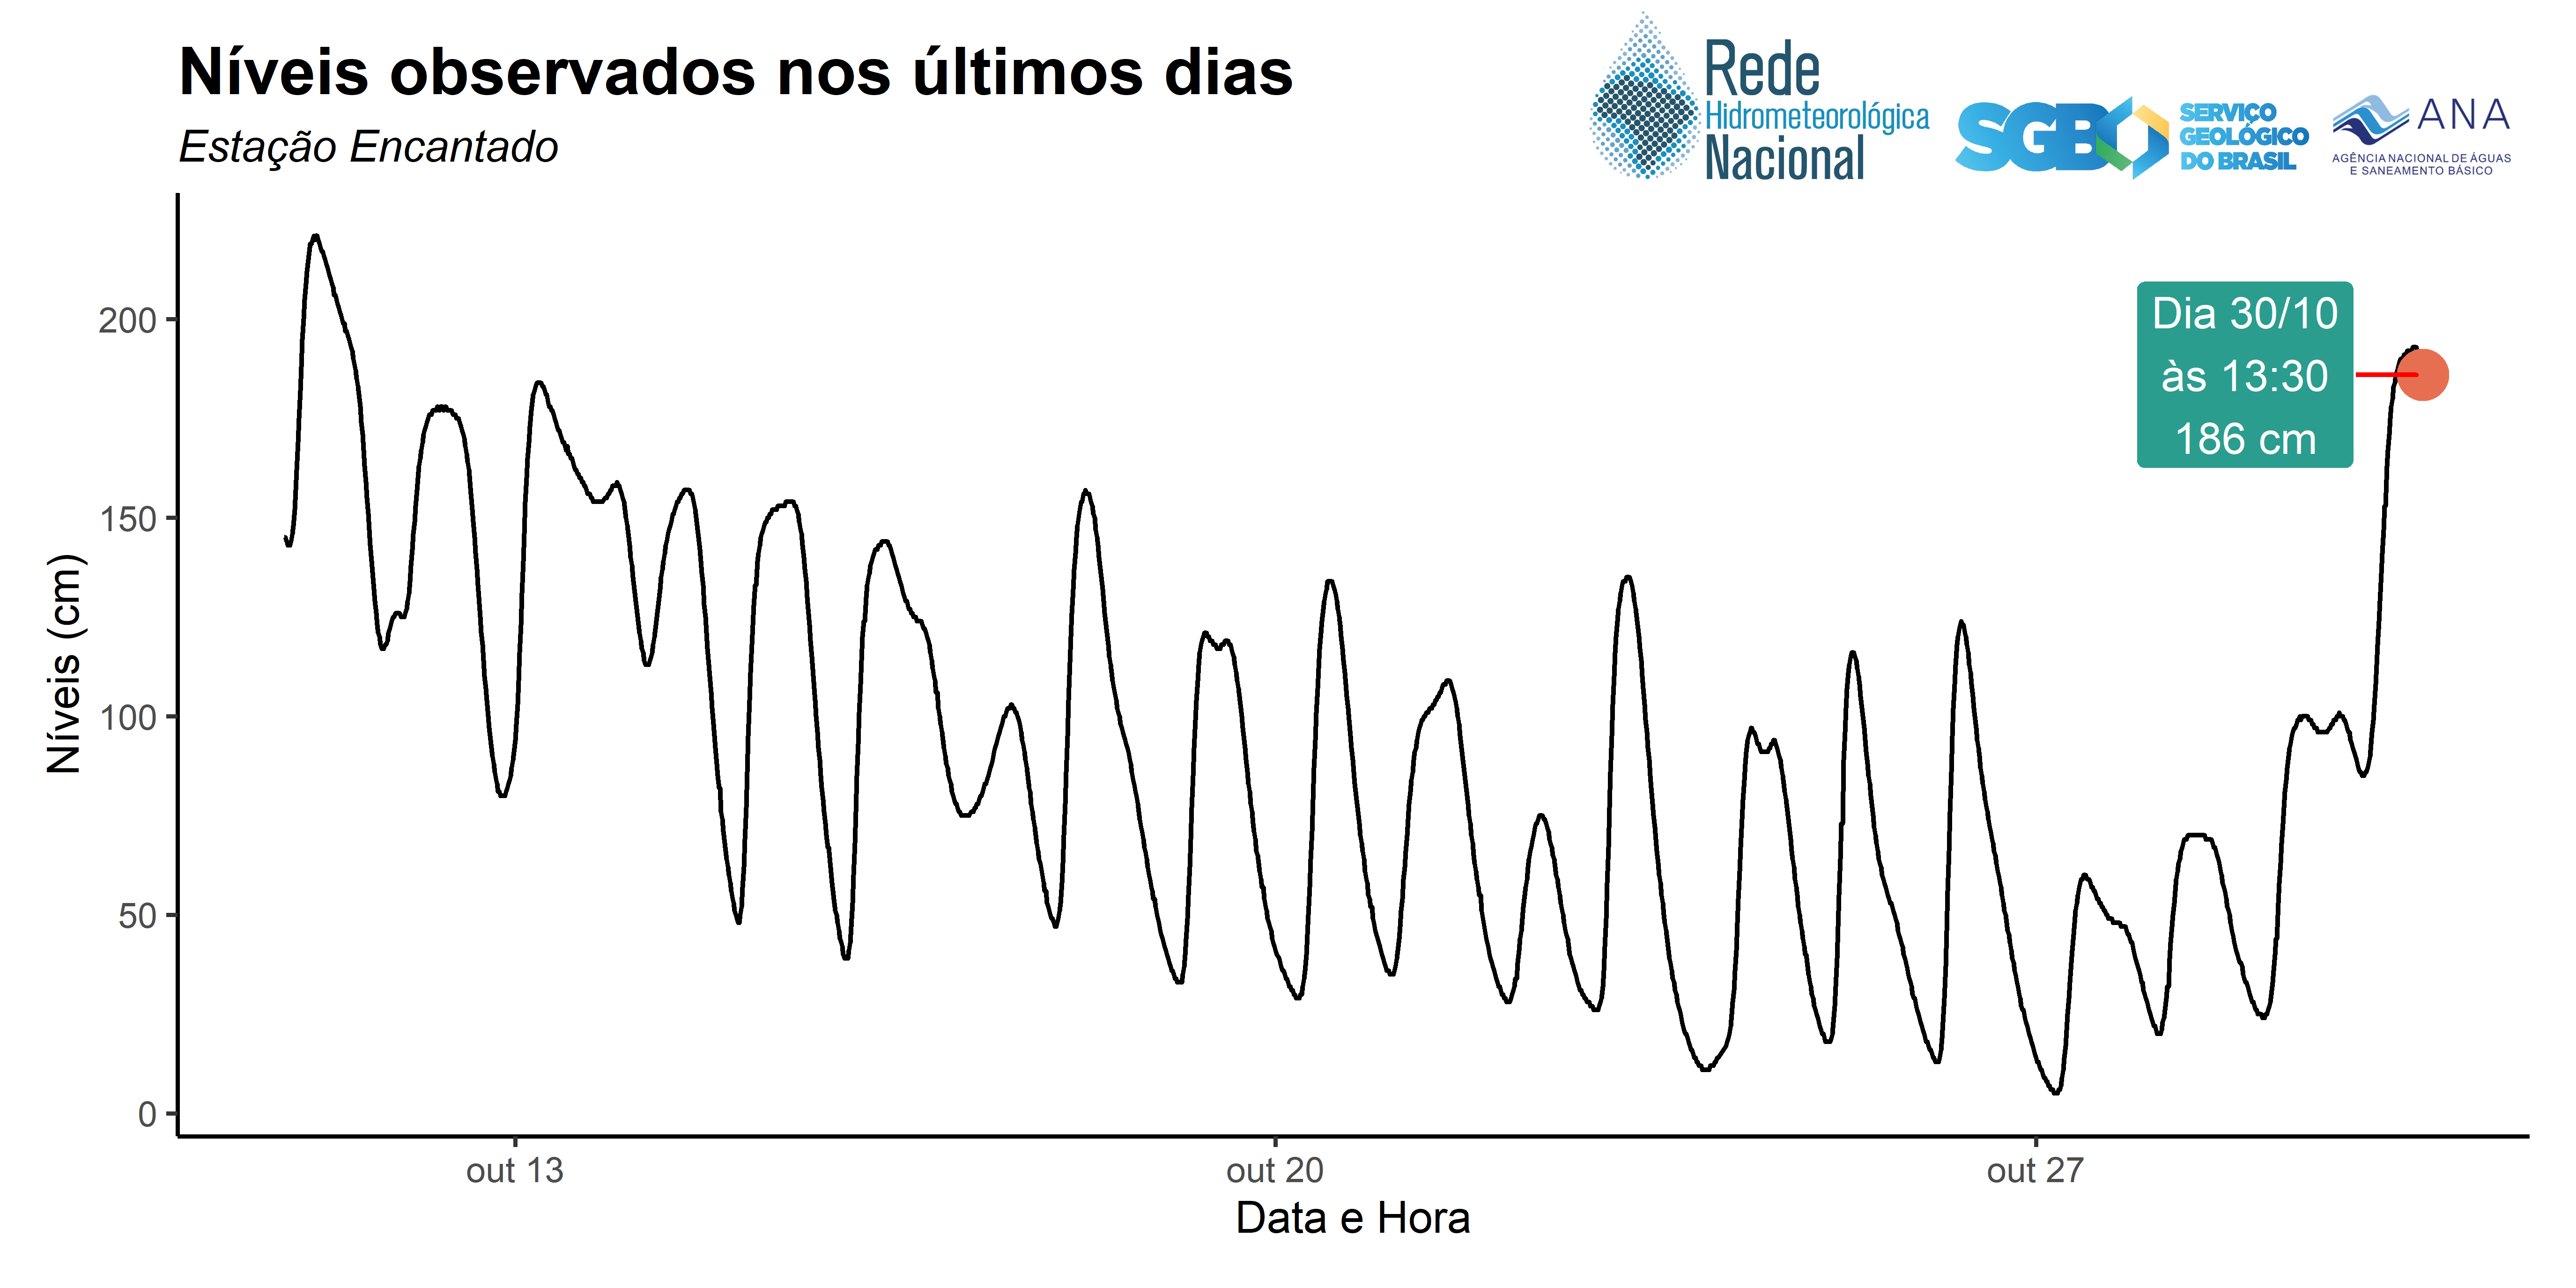 Níveis observados nos últimos dias
Estação Encantado
Rede
Hidrometeorológica
Nacional
SGB
SERVIÇO
GEOLÓGICO
DO BRASIL
ANA
AGÊNCIA NACIONAL DE ÁGUAS
E SANEAMENTO BÁSICO
Dia 30/10
às 13:30
186 cm
Níveis (cm)
200
150
100
50
0
out 13
out 20
out 27
Data e Hora